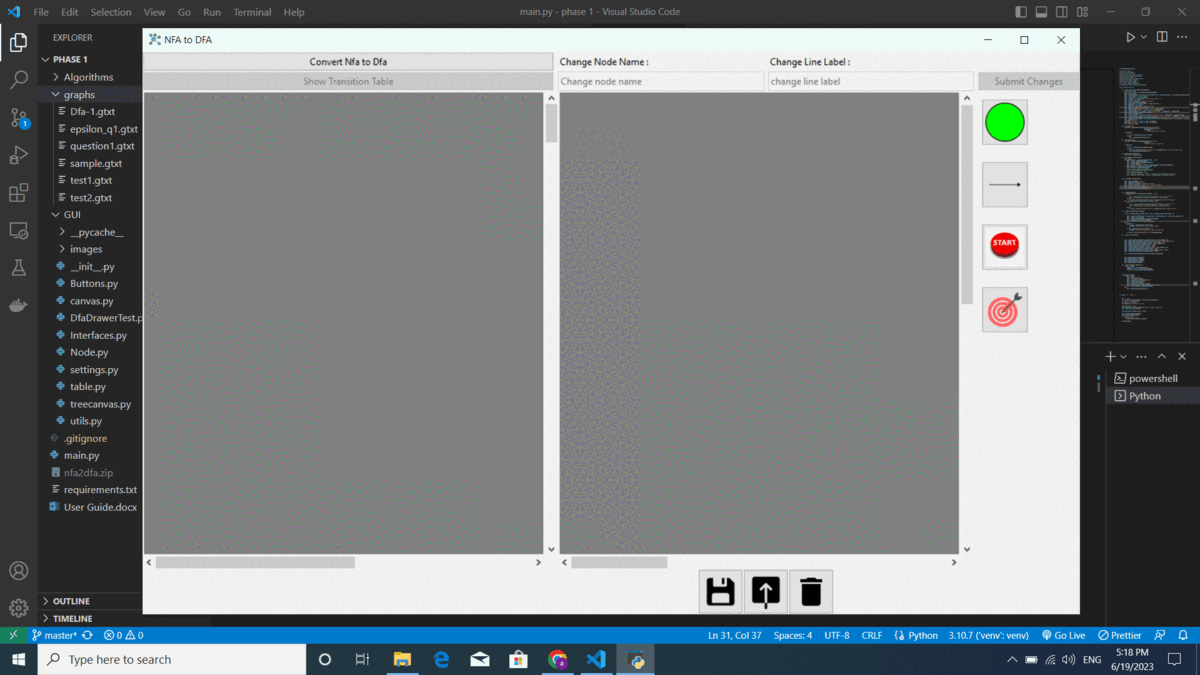 File Edit Selection View Go Run Terminal Help
main.py - phase 1 - Visual Studio Code
EXPLORER
PHASE 1
Algorithms
graphs
Dfa-1.gtxt
epsilon_q1.gtxt
question1.gtxt
sample.gtxt
test1.gtxt
test2.gtxt
GUI
__pycache__
images
__init__.py
Buttons.py
canvas.py
DfaDrawerTest.p
Interfaces.py
Node.py
settings.py
table.py
treecanvas.py
utils.py
.gitignore
main.py
nfa2dfa.zip
requirements.txt
User Guide.docx
OUTLINE
TIMELINE
1
NFA to DFA
Convert Nfa to Dfa
Show Transition Table
Change Node Name :
Change Line Label :
Change node name
change line label
Submit Changes
START
powershell
Python
master* 0 0
Ln 31, Col 37 Spaces: 4 UTF-8 CRLF Python 3.10.7 ('venv': venv) Go Live Prettier
Type here to search
ENG
5:18 PM
6/19/2023